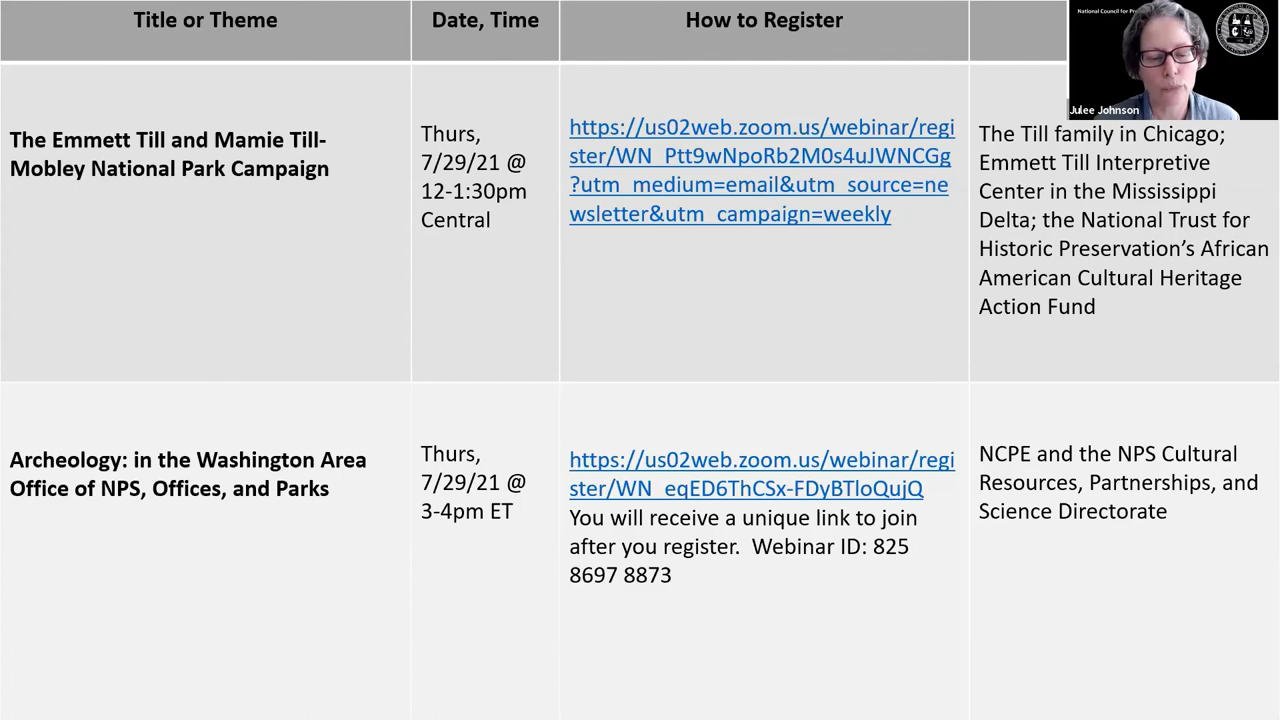 Title or Theme
Date, Time
How to Register
National Council for Pr
Julee Johnson
The Emmett Till and Mamie Till-
Mobley National Park Campaign
Thurs,
7/29/21 @
12-1:30pm
Central
https://us02web.zoom.us/webinar/regi
ster/WN_Ptt9wNpoRb2M0s4uJWNCGg
?utm_medium=email&utm_source=ne
wsletter&utm_campaign=weekly
The Till family in Chicago;
Emmett Till Interpretive
Center in the Mississippi
Delta; the National Trust for
Historic Preservation’s African
American Cultural Heritage
Action Fund
Archeology: in the Washington Area
Office of NPS, Offices, and Parks
Thurs,
7/29/21 @
3-4pm ET
https://us02web.zoom.us/webinar/regi
ster/WN_eqED6ThCSx-FDyBTloQujQ
You will receive a unique link to join
after you register.  Webinar ID: 825
8697 8873
NCPE and the NPS Cultural
Resources, Partnerships, and
Science Directorate